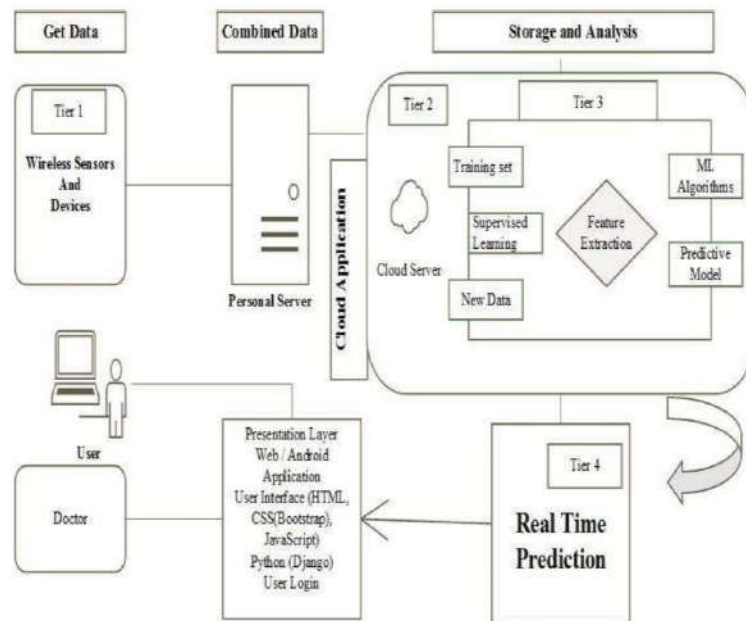 Get Data
Combined Data
Storage and Analysis
Tier 1
Wireless Sensors
And
Devices
Personal Server
Cloud Application
Tier 2
Cloud Server
Tier 3
Training set
Supervised
Learning
New Data
Feature
Extraction
ML
Algorithms
Predictive
Model
User
Doctor
Presentation Layer
Web / Android
Application
User Interface (HTML,
CSS(Bootstrap),
JavaScript)
Python (Django)
User Login
Tier 4
Real Time
Prediction